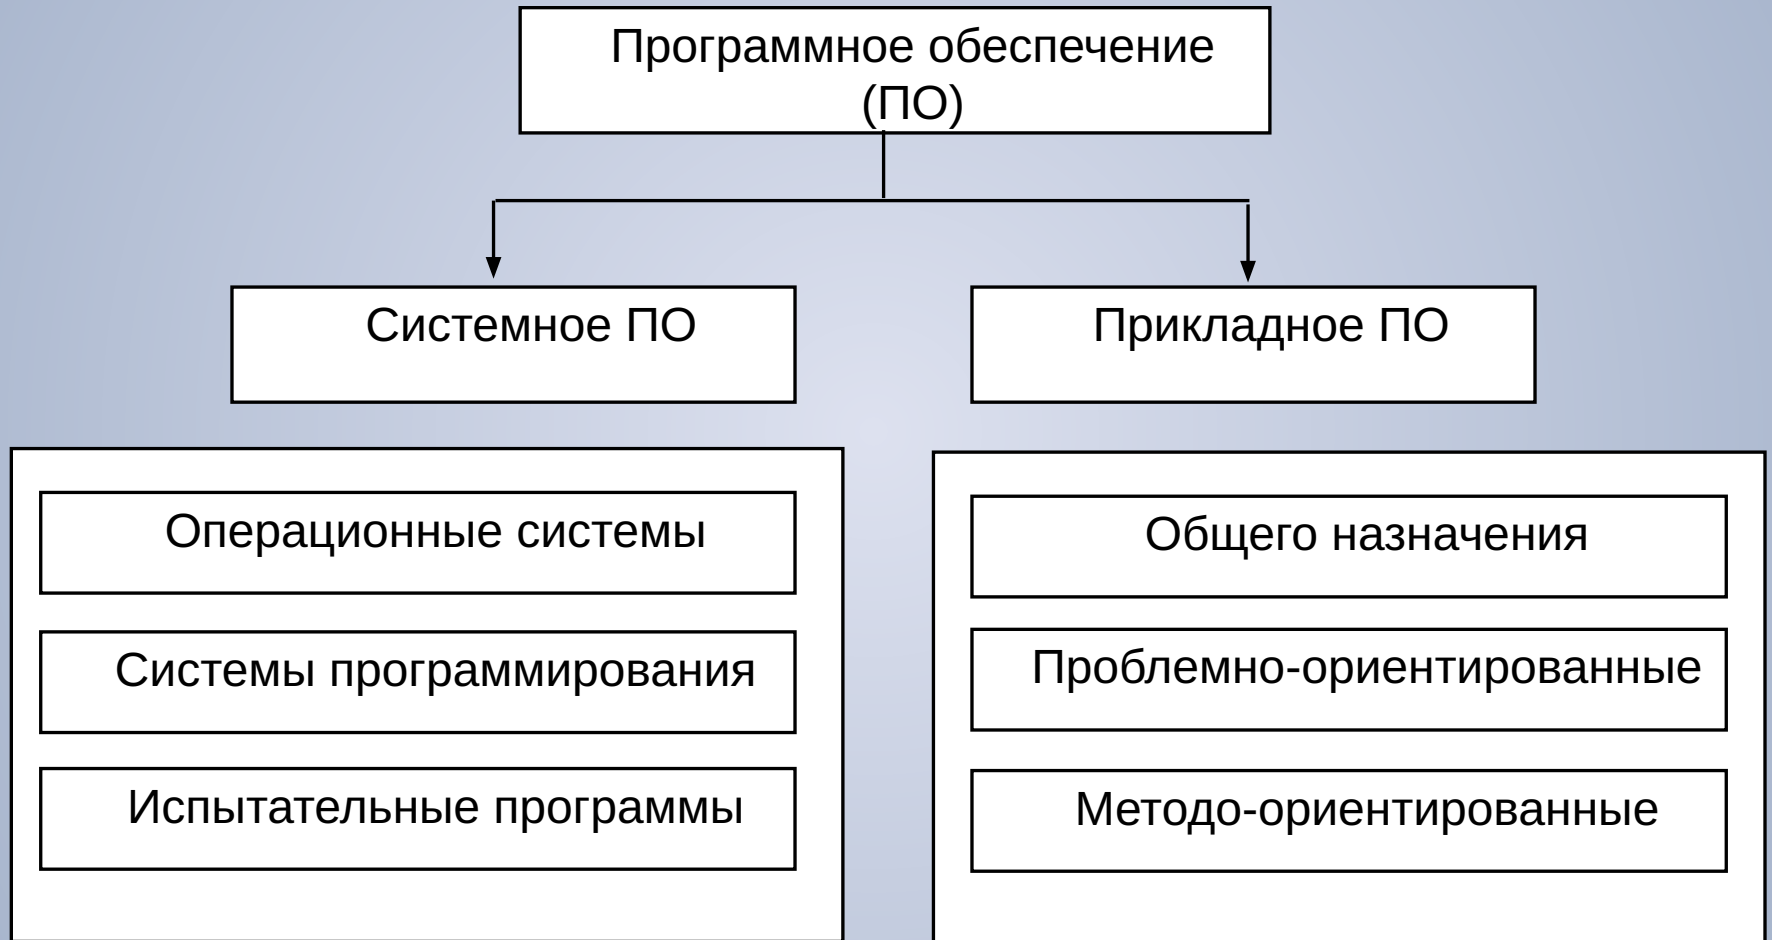 Программное обеспечение
(ПО)
Системное ПО
Прикладное ПО
Операционные системы
Системы программирования
Испытательные программы
Общего назначения
Проблемно-ориентированные
Методо-ориентированные